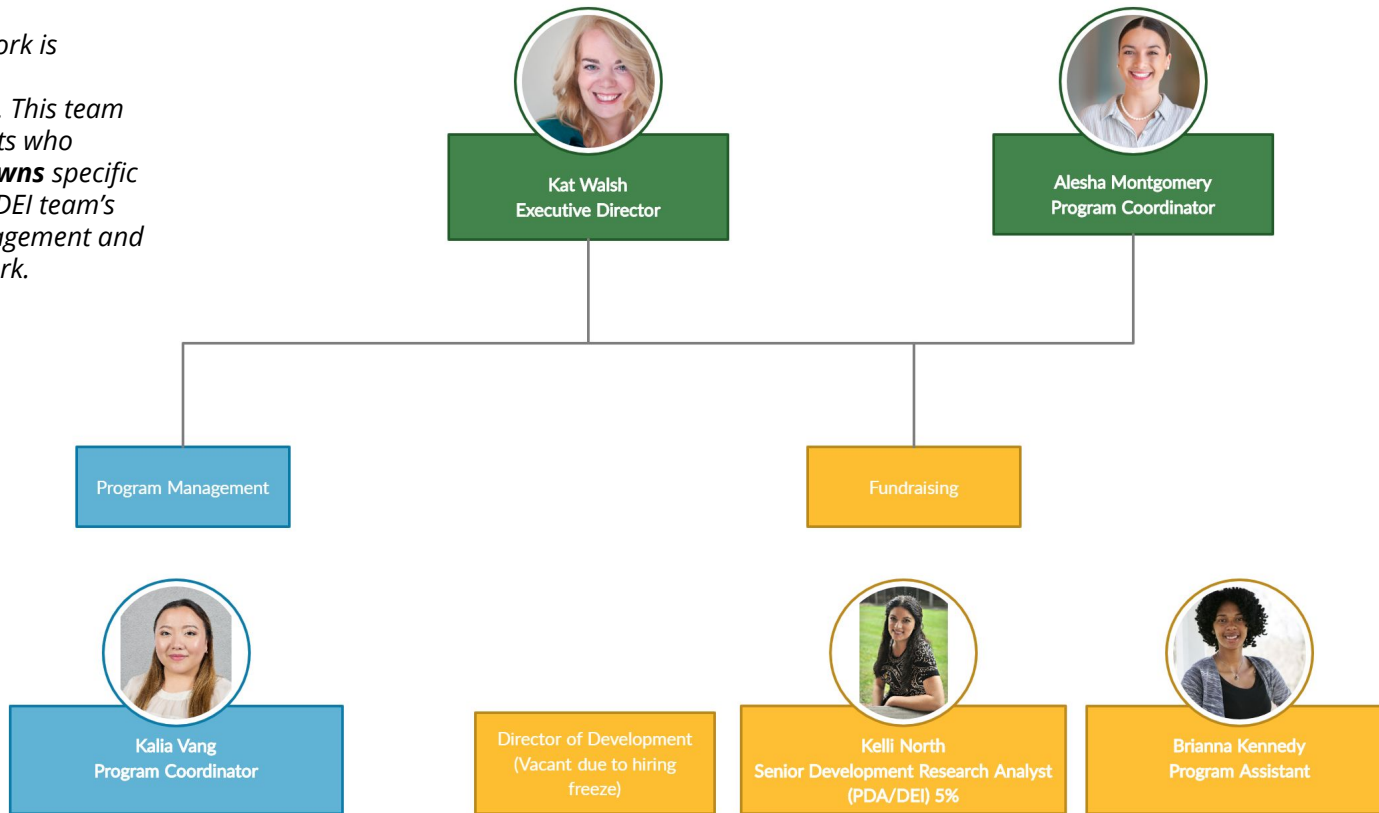 ork is
. This team
ts who
wns specific
DEI team's
agement and
rk.
Kat Walsh
Executive Director
Alesha Montgomery
Program Coordinator
Program Management
Fundraising
Kalia Vang
Program Coordinator
Director of Development
(Vacant due to hiring
freeze)
Kelli North
Senior Development Research Analyst
(PDA/DEI) 5%
Brianna Kennedy
Program Assistant